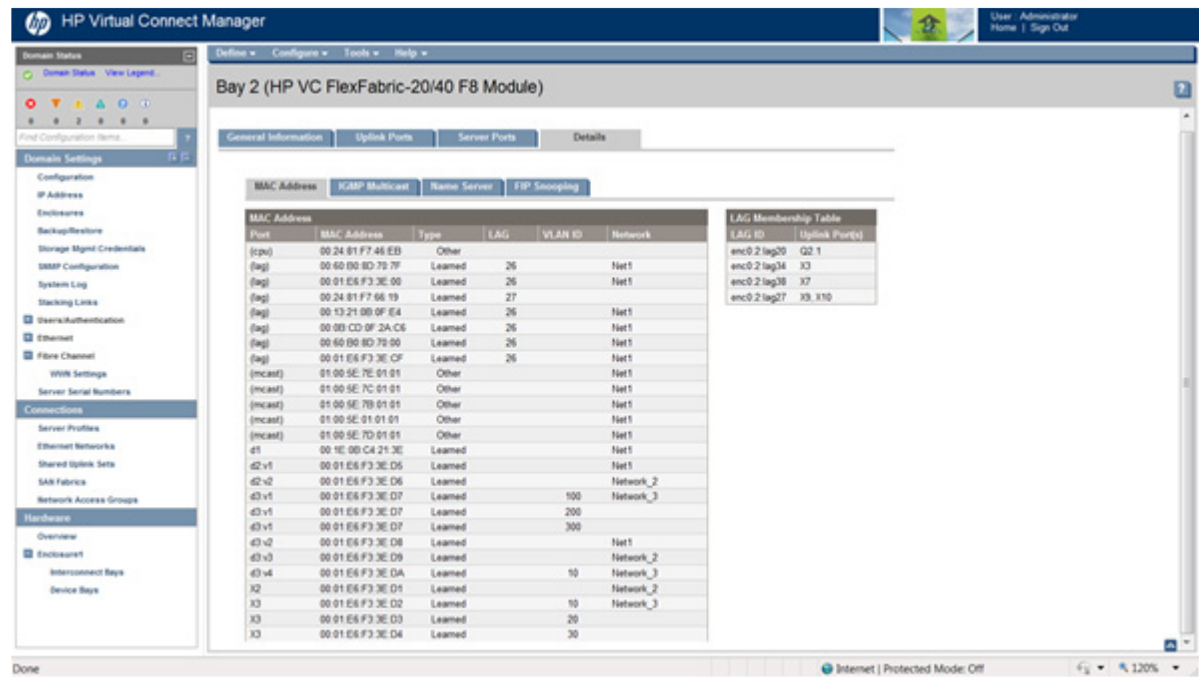 HP Virtual Connect Manager
User : Administrator
Home | Sign Out
Domain Status
Define Configure Tools Help
Domain Status View Legend...
Bay 2 (HP VC FlexFabric-20/40 F8 Module)
0 0 2 0 0 0
Find Configuration Items...
General Information Uplink Ports Server Ports Details
Domain Settings
Configuration
IP Address
Enclosures
Backup/Restore
Storage Mgmt Credentials
SNMP Configuration
System Log
Stacking Links
Users/Authentication
Ethernet
Fibre Channel
WWN Settings
Server Serial Numbers
Connections
Server Profiles
Ethernet Networks
Shared Uplink Sets
SAN Fabrics
Network Access Groups
Hardware
Overview
Enclosure1
Interconnect Bays
Device Bays
MAC Address IGMP Multicast Name Server FIP Snooping
MAC Address
Port MAC Address Type LAG VLAN ID Network
(cpu) 00:24:81:F7:46:EB Other
(lag) 00:60:B0:8D:70:7F Learned 26 Net1
(lag) 00:01:E6:F3:3E:00 Learned 26 Net1
(lag) 00:24:81:F7:66:19 Learned 27
(lag) 00:13:21:0B:0F:E4 Learned 26 Net1
(lag) 00:0B:CD:0F:2A:C6 Learned 26 Net1
(lag) 00:60:B0:8D:70:00 Learned 26 Net1
(lag) 00:01:E6:F3:3E:CF Learned 26 Net1
(mcast) 01:00:5E:7E:01:01 Other Net1
(mcast) 01:00:5E:7C:01:01 Other Net1
(mcast) 01:00:5E:7B:01:01 Other Net1
(mcast) 01:00:5E:01:01:01 Other Net1
(mcast) 01:00:5E:7D:01:01 Other Net1
d1 00:1E:0B:C4:21:3E Learned Net1
d2:v1 00:01:E6:F3:3E:D5 Learned Net1
d2:v2 00:01:E6:F3:3E:D6 Learned Network_2
d3:v1 00:01:E6:F3:3E:D7 Learned 100 Network_3
d3:v1 00:01:E6:F3:3E:D7 Learned 200
d3:v1 00:01:E6:F3:3E:D7 Learned 300
d3:v2 00:01:E6:F3:3E:D8 Learned Net1
d3:v3 00:01:E6:F3:3E:D9 Learned Network_2
d3:v4 00:01:E6:F3:3E:DA Learned 10 Network_3
X2 00:01:E6:F3:3E:D1 Learned Network_2
X3 00:01:E6:F3:3E:D2 Learned 10 Network_3
X3 00:01:E6:F3:3E:D3 Learned 20
X3 00:01:E6:F3:3E:D4 Learned 30
LAG Membership Table
LAG ID Uplink Port(s)
enc0:2:lag20 Q2.1
enc0:2:lag34 X3
enc0:2:lag38 X7
enc0:2:lag27 X9, X10
Done
Internet | Protected Mode: Off
120%